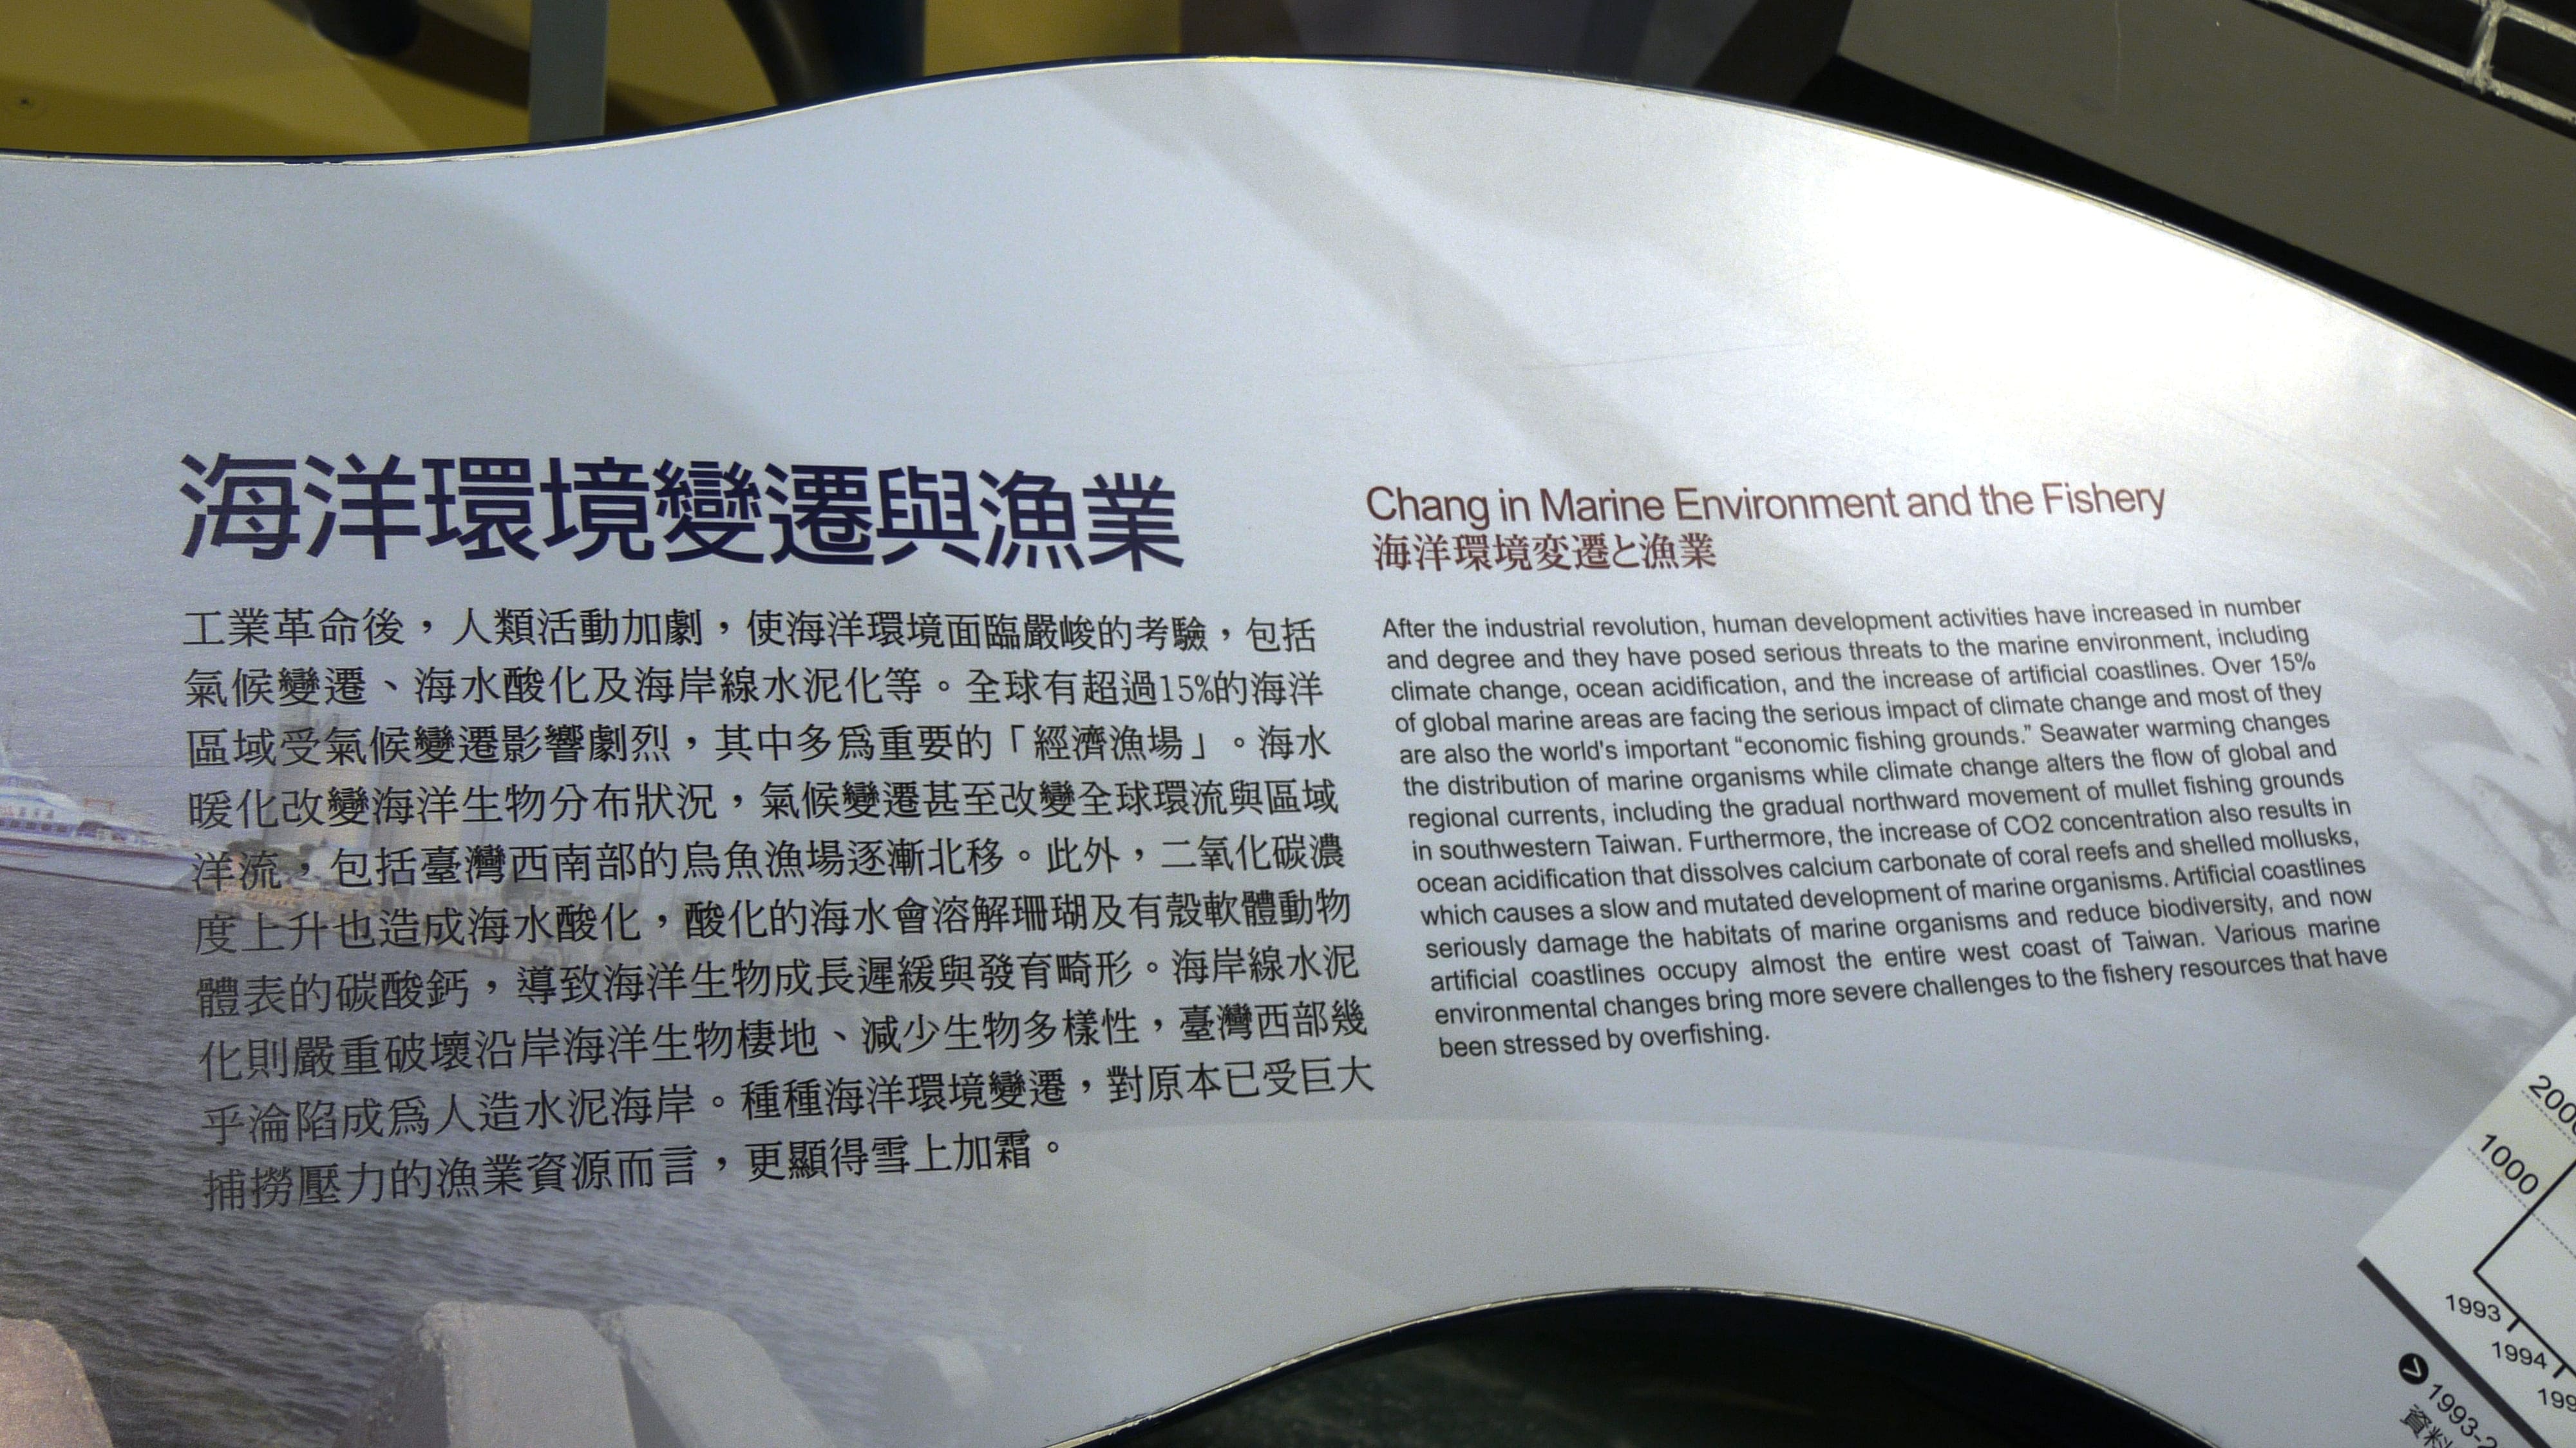 海洋環境變遷與漁業
工業革命後，人類活動加劇，使海洋環境面臨嚴峻的考驗，包括
氣候變遷、海水酸化及海岸線水泥化等。全球有超過15%的海洋
區域受氣候變遷影響劇烈，其中多為重要的「經濟漁場」。海水
暖化改變海洋生物分布狀況，氣候變遷甚至改變全球環流與區域
洋流，包括臺灣西南部的烏魚漁場逐漸北移。此外，二氧化碳濃
度上升也造成海水酸化，酸化的海水會溶解珊瑚及有殼軟體動物
體表的碳酸鈣，導致海洋生物成長遲緩與發育畸形。海岸線水泥
化則嚴重破壞沿岸海洋生物棲地、減少生物多樣性，臺灣西部幾
乎淪陷成為人造水泥海岸。種種海洋環境變遷，對原本已受巨大
捕撈壓力的漁業資源而言，更顯得雪上加霜。
Chang in Marine Environment and the Fishery
海洋環境変遷と漁業
After the industrial revolution, human development activities have increased in number
and degree and they have posed serious threats to the marine environment, including
climate change, ocean acidification, and the increase of artificial coastlines. Over 15%
of global marine areas are facing the serious impact of climate change and most of they
are also the world's important “economic fishing grounds.” Seawater warming changes
the distribution of marine organisms while climate change alters the flow of global and
regional currents, including the gradual northward movement of mullet fishing grounds
in southwestern Taiwan. Furthermore, the increase of CO2 concentration also results in
ocean acidification that dissolves calcium carbonate of coral reefs and shelled mollusks,
which causes a slow and mutated development of marine organisms. Artificial coastlines
seriously damage the habitats of marine organisms and reduce biodiversity, and now
artificial coastlines occupy almost the entire west coast of Taiwan. Various marine
environmental changes bring more severe challenges to the fishery resources that have
been stressed by overfishing.
1000
1993
1994